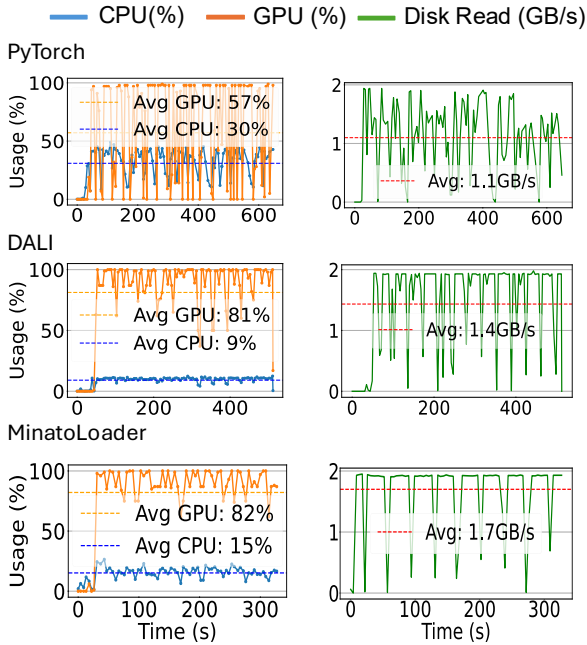 CPU(%) GPU (%) Disk Read (GB/s)
PyTorch
Usage (%)
100
50
0
Avg GPU: 57%
Avg CPU: 30%
0 200 400 600
2
1
0
Avg: 1.1GB/s
0 200 400 600
DALI
Usage (%)
100
50
0
Avg GPU: 81%
Avg CPU: 9%
0 200 400
2
1
0
Avg: 1.4GB/s
0 200 400
MinatoLoader
Usage (%)
100
50
0
Avg GPU: 82%
Avg CPU: 15%
0 100 200 300
Time (s)
2
1
0
Avg: 1.7GB/s
0 100 200 300
Time (s)